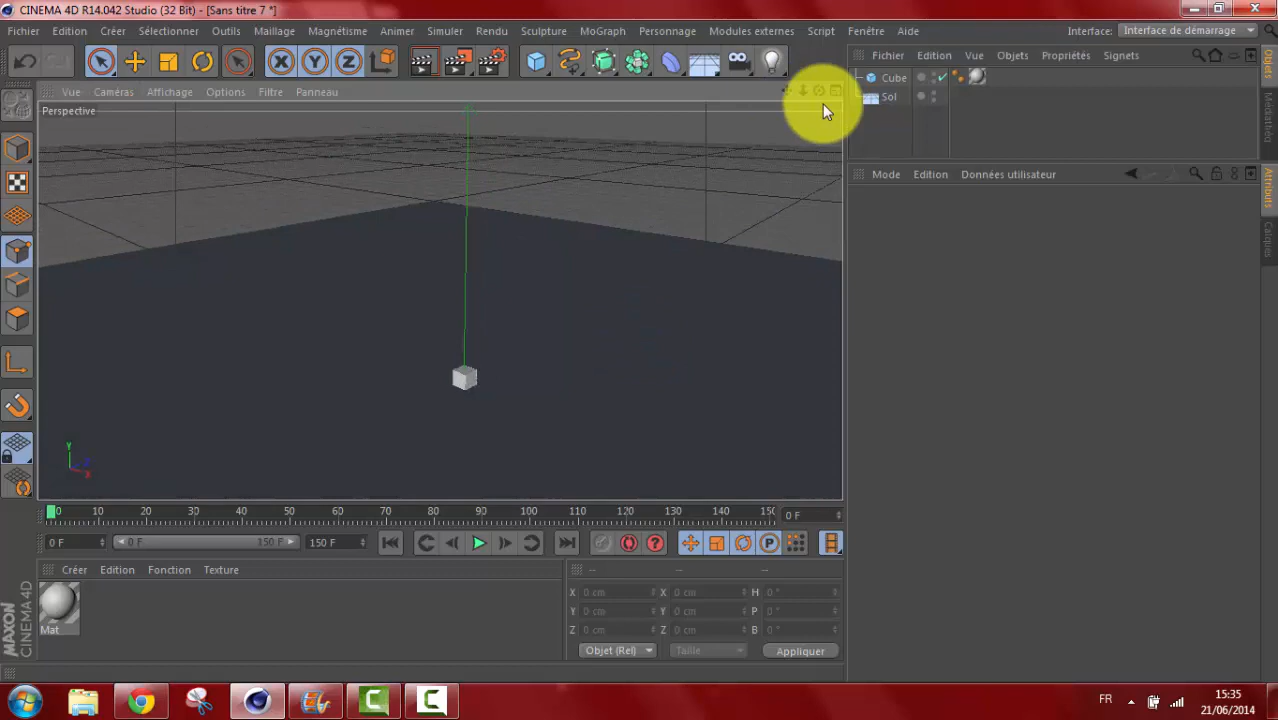 CINEMA 4D R14.042 Studio (32 Bit) - [Sans titre 7 *]
Fichier Edition Créer Sélectionner Outils Maillage Magnétisme Animer Simuler Rendu Sculpture MoGraph Personnage Modules externes Script Fenêtre Aide Interface: Interface de démarrage
X Y Z
Fichier Edition Vue Objets Propriétés Signets
Vue Caméras Affichage Options Filtre Panneau
Perspective
Cube
Sol
Objets
Médiathèque
Mode Edition Données utilisateur
Attributs
Calques
Y
Z
X
0 10 20 30 40 50 60 70 80 90 100 110 120 130 140 150 0 F
0 F 0 F 150 F 150 F
P
Créer Edition Fonction Texture
-- -- --
Mat
X 0 cm X 0 cm H 0 °
Y 0 cm Y 0 cm P 0 °
Z 0 cm Z 0 cm B 0 °
Objet (Rel) Taille Appliquer
MAXON
CINEMA 4D
FR
15:35
21/06/2014